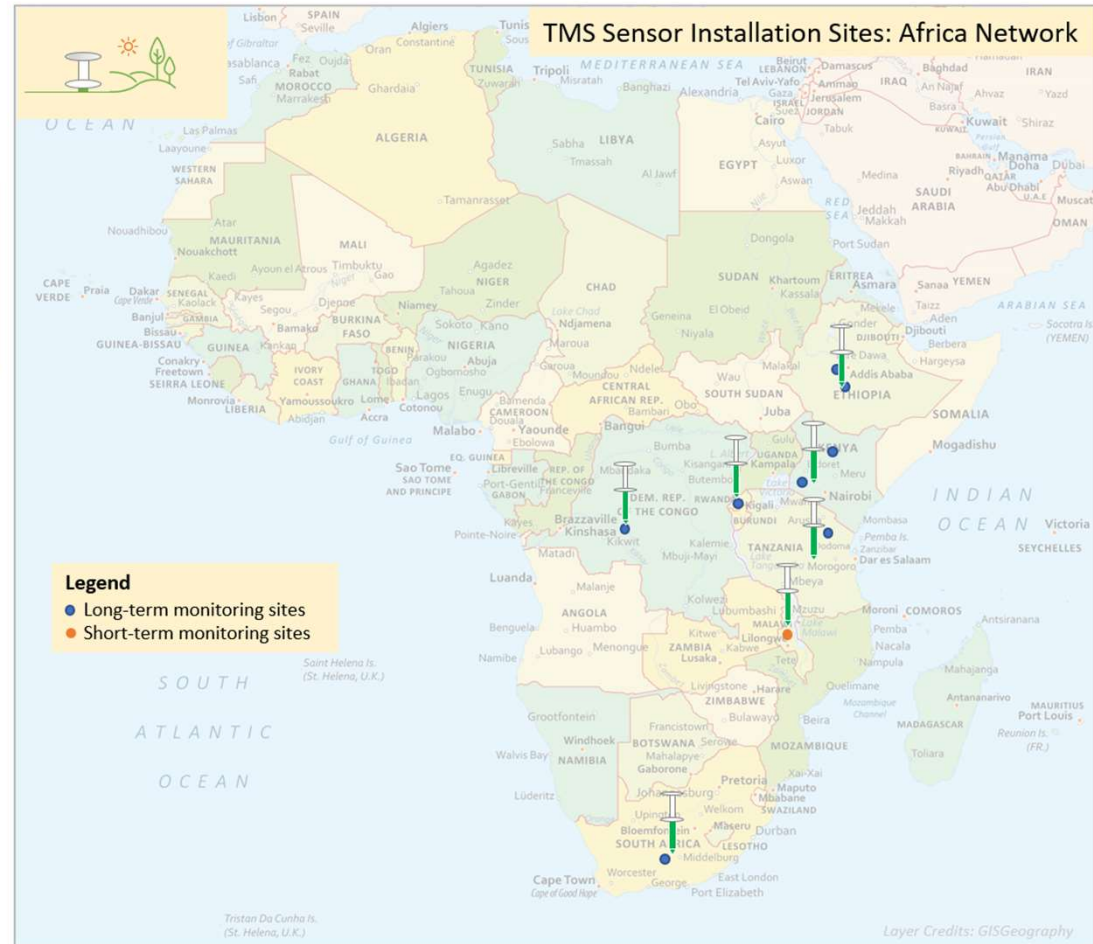 TMS Sensor Installation Sites: Africa Network
Lisbon
SPAIN
Seville
Algiers
Tunis
of Gibraltar
Oran
Constantine
TUNISIA
Zuwarah
Tripoli
Misratah
MEDITERRANEAN SEA
Banghazi
Alexandria
Beirut
LEBANON
Damascus
Tel Aviv-Yafo
Gaza
Amman
ISRAEL
Jerusalem
JORDAN
IRAQ
Baghdad
An Najaf
Basra
IRAN
Ahvaz
Yazd
asablanca
Safi
Fez
Oujda
Rabat
MOROCCO
Marrakesh
Ghardaia
Cairo
Suez
Tabuk
Kuwait
KUWAIT
Shiraz
OCEAN
Las Palmas
Laayoune
WESTERN
SAHARA
ALGERIA
Tamanrasset
LIBYA
Sabha
Tmassah
Al Jawf
EGYPT
Asyut
Luxor
Aswan
Nile
Medina
RED
SEA
Jeddah
Makkah
SAUDI
ARABIA
Riyadh
BAHRAIN
Manama
Doha
QATAR
Abu Dhabi
Dubai
U.A.E.
Muscat
OMAN
Nouadhibou
Atar
MAURITANIA
Nouakchott
Kaedi
Ayoun el Atrous
MALI
Timbuktu
Gao
Agadez
NIGER
Tahoua
Zinder
Niamey
CHAD
Lake Chad
Ndjamena
Dongola
SUDAN
Khartoum
Kassala
El Obeid
Geneina
Niyala
Port Sudan
ERITREA
Asmara
Mekele
Sanaa
YEMEN
Taizz
Aden
ARABIAN SEA
Socotra Is.
(YEMEN)
CAPE
VERDE
Praia
Dakar
Cape Verde
SENEGAL
Kaolack
Kayes
Banjul
GAMBIA
Bissau
GUINEA-BISSAU
Segou
Djenne
Bamako
Kankan
BURKINA
FASO
GUINEA
Conakry
Freetown
SEIRRA LEONE
Monrovia
LIBERIA
IVORY
COAST
Yamoussoukro
Abidjan
GHANA
Accra
TOGO
Lome
BENIN
Cotonou
Parakou
Ibadan
Sokoto
Kano
NIGERIA
Abuja
Ogbomosho
Lagos
Enugu
Maroua
Garoua
Moundou
Ndele
CENTRAL
AFRICAN REP.
Bambari
Obo
Bangui
Wau
Malakal
SOUTH SUDAN
Juba
Gonder
DJIBOUTI
Djibouti
Berbera
Hargeysa
e Dawa
Addis Ababa
ETHIOPIA
SOMALIA
Mogadishu
Gulf of Guinea
Malabo
Bamenda
CAMEROON
Douala
Yaounde
Ebolowa
EQ. GUINEA
Sao Tome
SAO TOME
AND PRINCIPE
Libreville
Port-Gentil
GABON
Franceville
REP. OF
THE CONGO
Bumba
Kisangan
Butembo
DEM. REP.
THE CONGO
L. Albert
UGANDA
Gulu
Kampala
KENYA
Eldoret
Meru
Nairobi
RWANDA
Kigali
BURUNDI
Mombasa
Pemba Is.
Zanzibar
Dar es Salaam
Dodoma
Morogoro
TANZANIA
Mbeya
INDIAN
OCEAN
Victoria
SEYCHELLES
Kayes
Pointe-Noire
Brazzaville
Kinshasa
Kikwit
Matadi
Kalemie
Mbuji-Mayi
Luanda
Malanje
ANGOLA
Huambo
Benguela
Lubango
Menongue
Namibe
Kolwezi
Lubumbashi
Kitwe
ZAMBIA
Kabwe
Lusaka
Livingstone
Mzuzu
MALAWI
Lilongwe
Lake
Malawi
Tete
Moroni
COMOROS
Pemba
Nacala
Nampula
Antsiranana
Mahajanga
Antananarivo
MADAGASCAR
Toliara
MAURITIUS
Port Louis
Reunion Is.
(FR.)
Legend
Long-term monitoring sites
Short-term monitoring sites
Saint Helena Is.
(St. Helena, U.K.)
SOUTH
ATLANTIC
OCEAN
Grootfontein
Windhoek
Walvis Bay
NAMIBIA
Lüderitz
Harare
ZIMBABWE
Bulawayo
Francistown
BOTSWANA
Serowe
Mahalapye
Gaborone
Quelimane
Mozambique
Channel
Beira
MOZAMBIQUE
Xai-Xai
Maputo
Mbabane
SWAZILAND
Pretoria
Johannesburg
Upington
Welkom
Bloemfontein
Maseru
Durban
SOUTH AFRICA
LESOTHO
Middelburg
Worcester
Cape Town
Cape of Good Hope
George
East London
Port Elizabeth
Tristan Da Cunha Is.
(St. Helena, U.K.)
Layer Credits: GISGeography